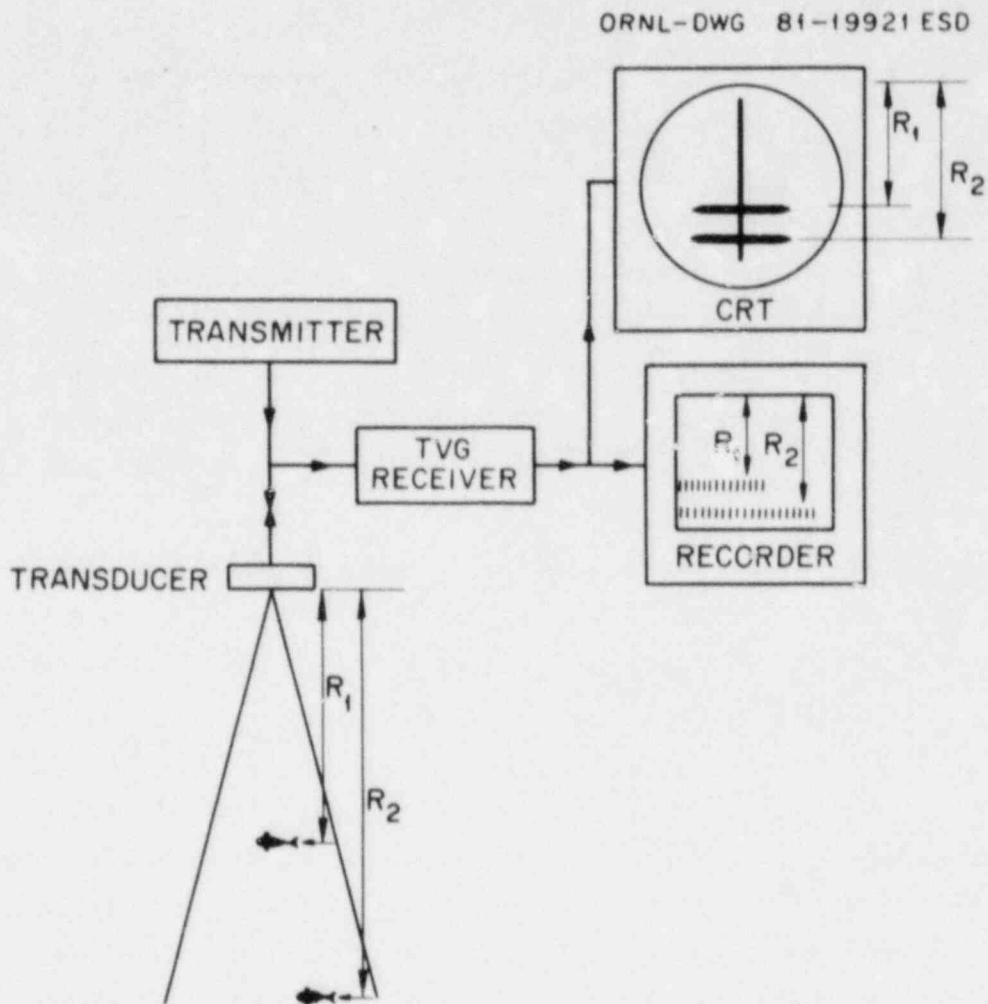 ORNL-DWG 81-19921 ESD
R₁
R₂
CRT
TRANSMITTER
TVG
RECEIVER
R₂
RECORDER
TRANSDUCER
R₁
R₂